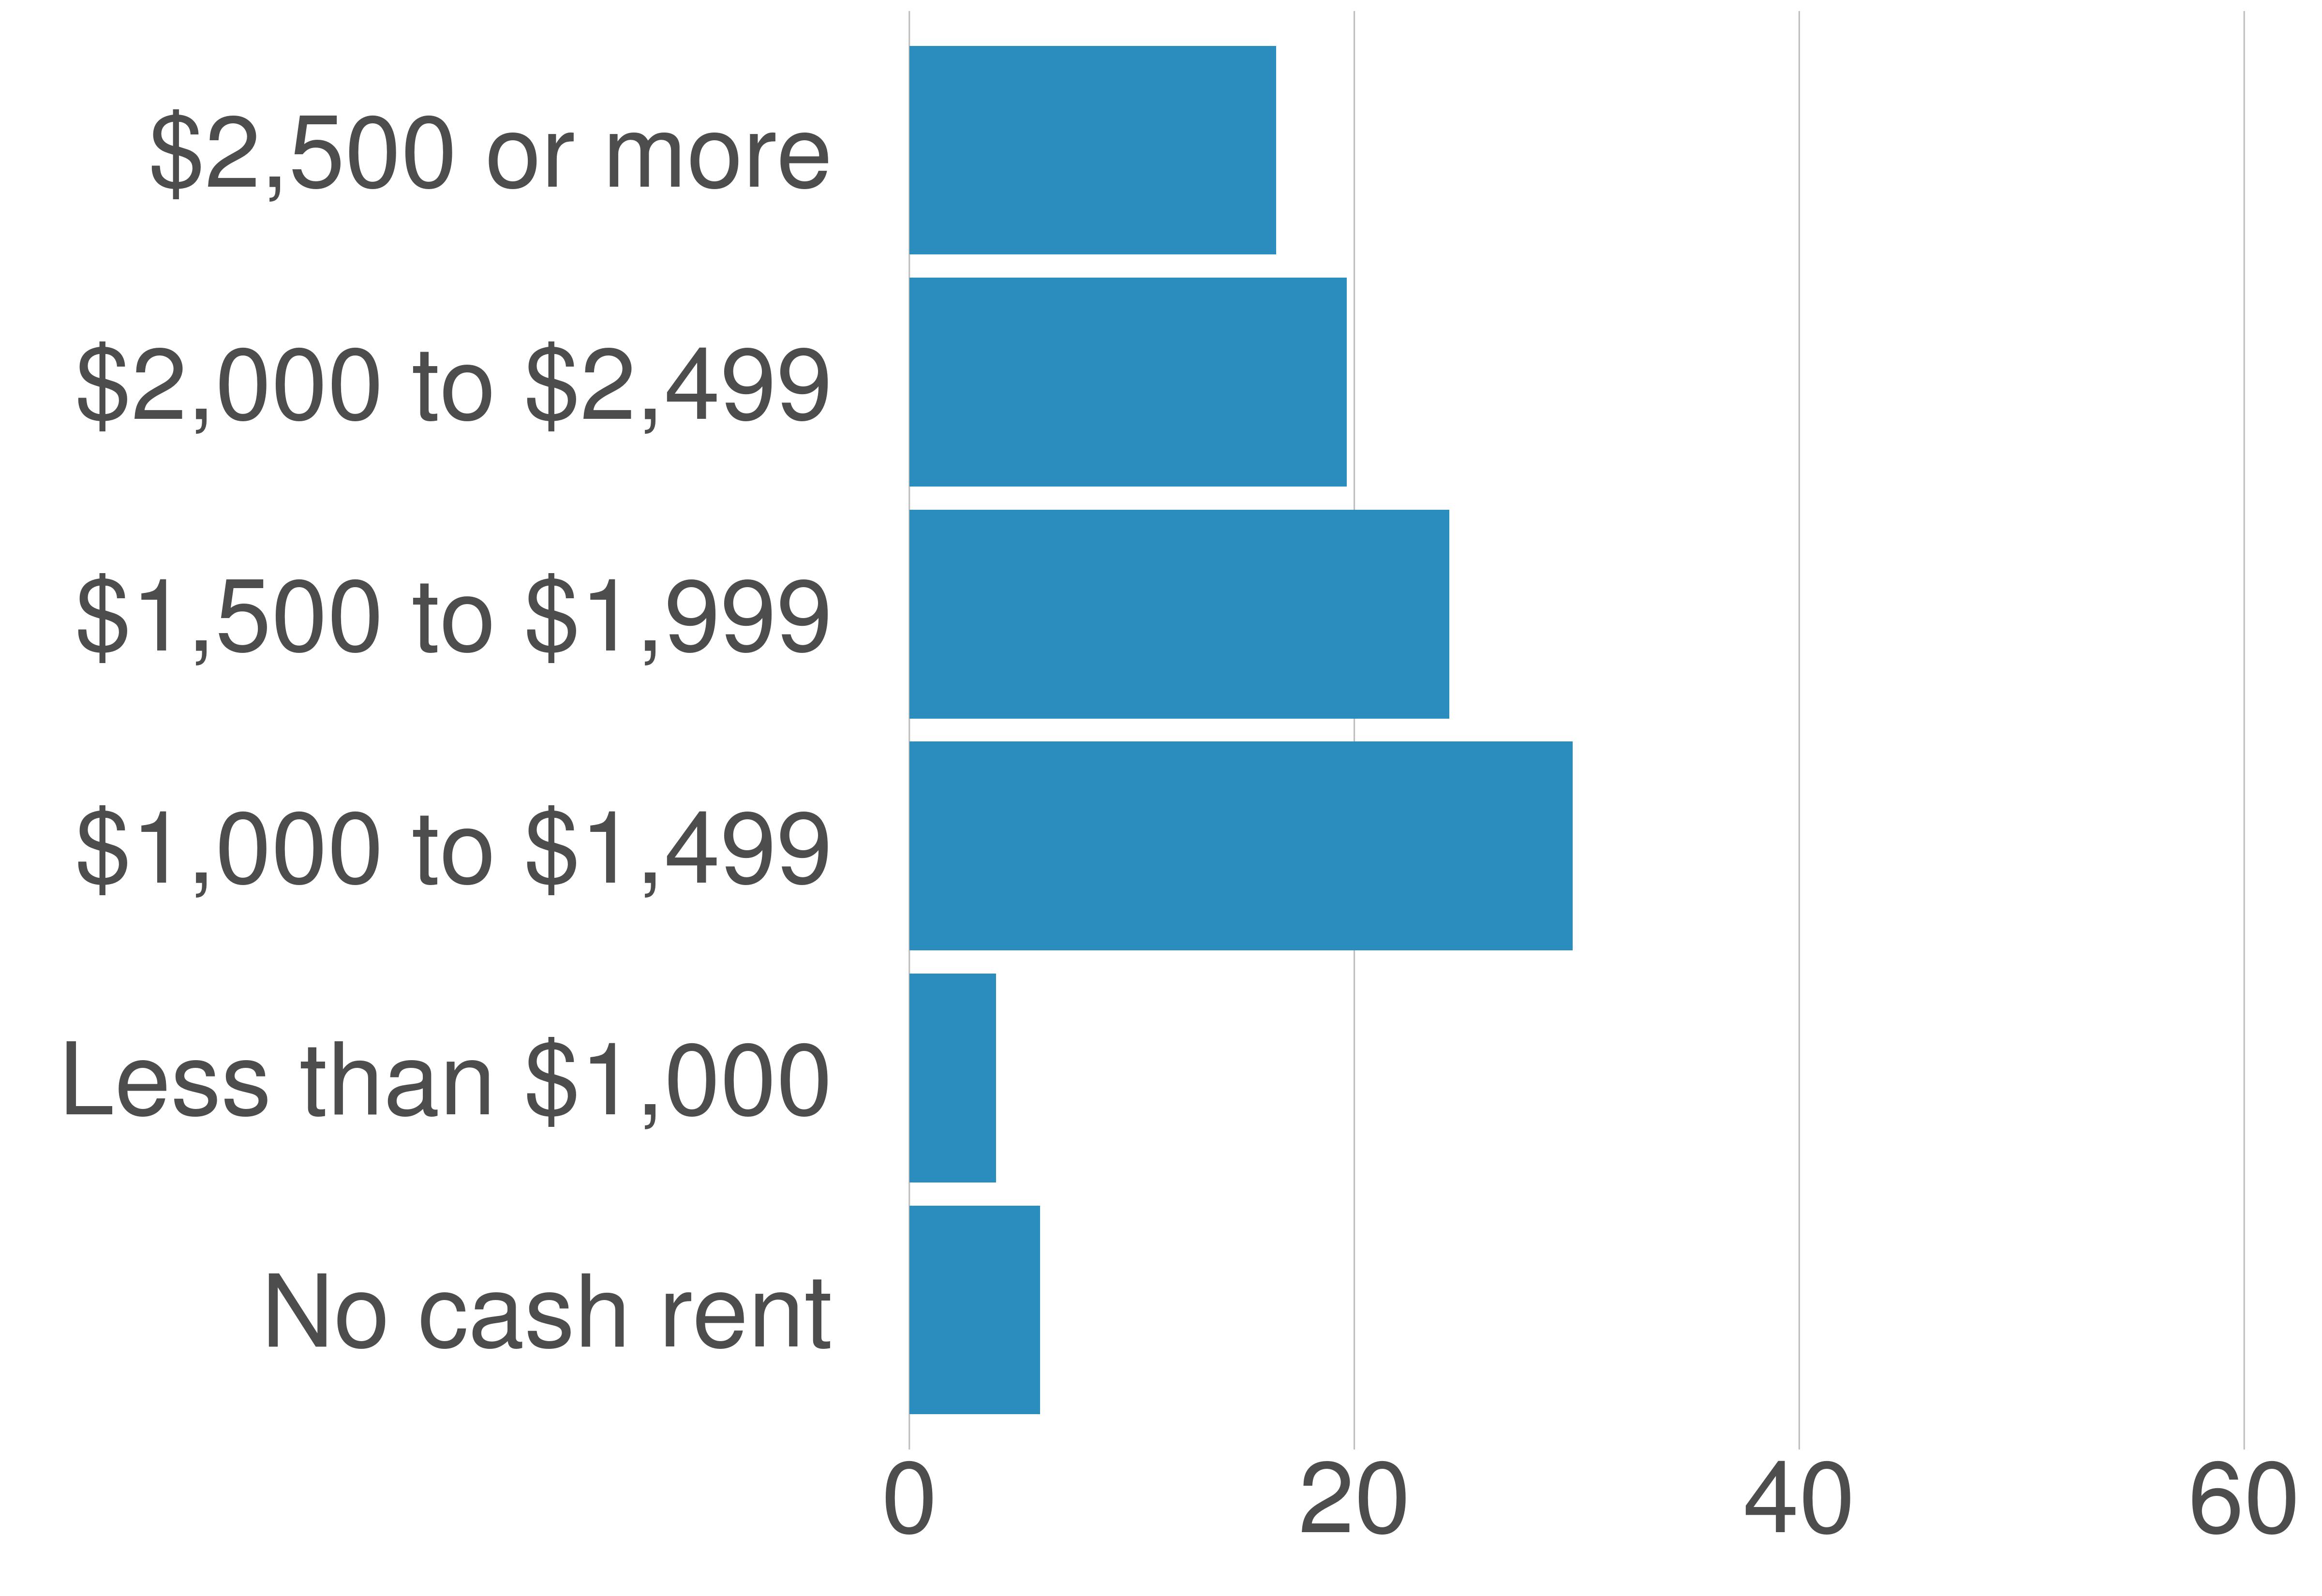 $2,500 or more
$2,000 to $2,499
$1,500 to $1,999
$1,000 to $1,499
Less than $1,000
No cash rent
0 20 40 60